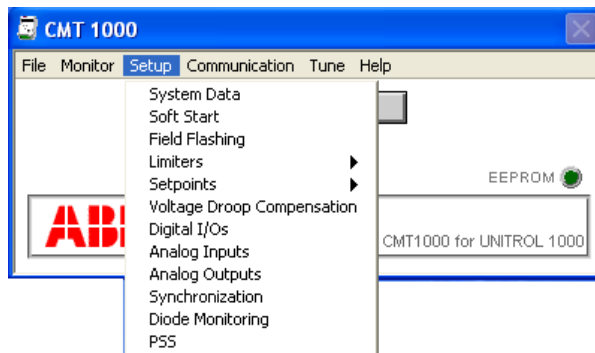 CMT 1000
File Monitor Setup Communication Tune Help
System Data
Soft Start
Field Flashing
Limiters
Setpoints
EEPROM
Voltage Droop Compensation
Digital I/Os
CMT1000 for UNITROL 1000
Analog Inputs
Analog Outputs
Synchronization
Diode Monitoring
PSS